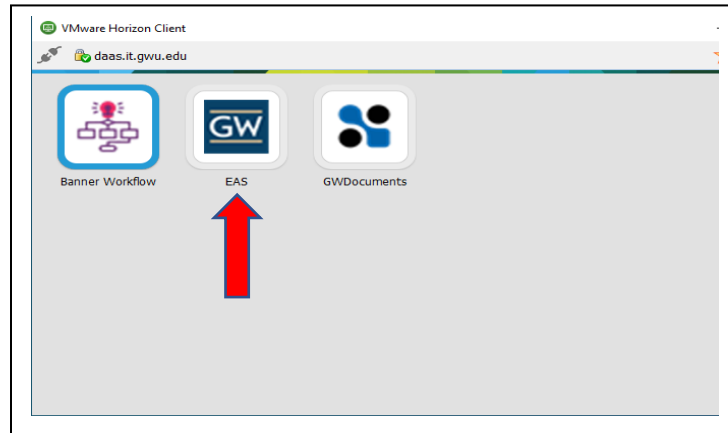 VMware Horizon Client
daas.it.gwu.edu
GW
Banner Workflow
EAS
GWDocuments